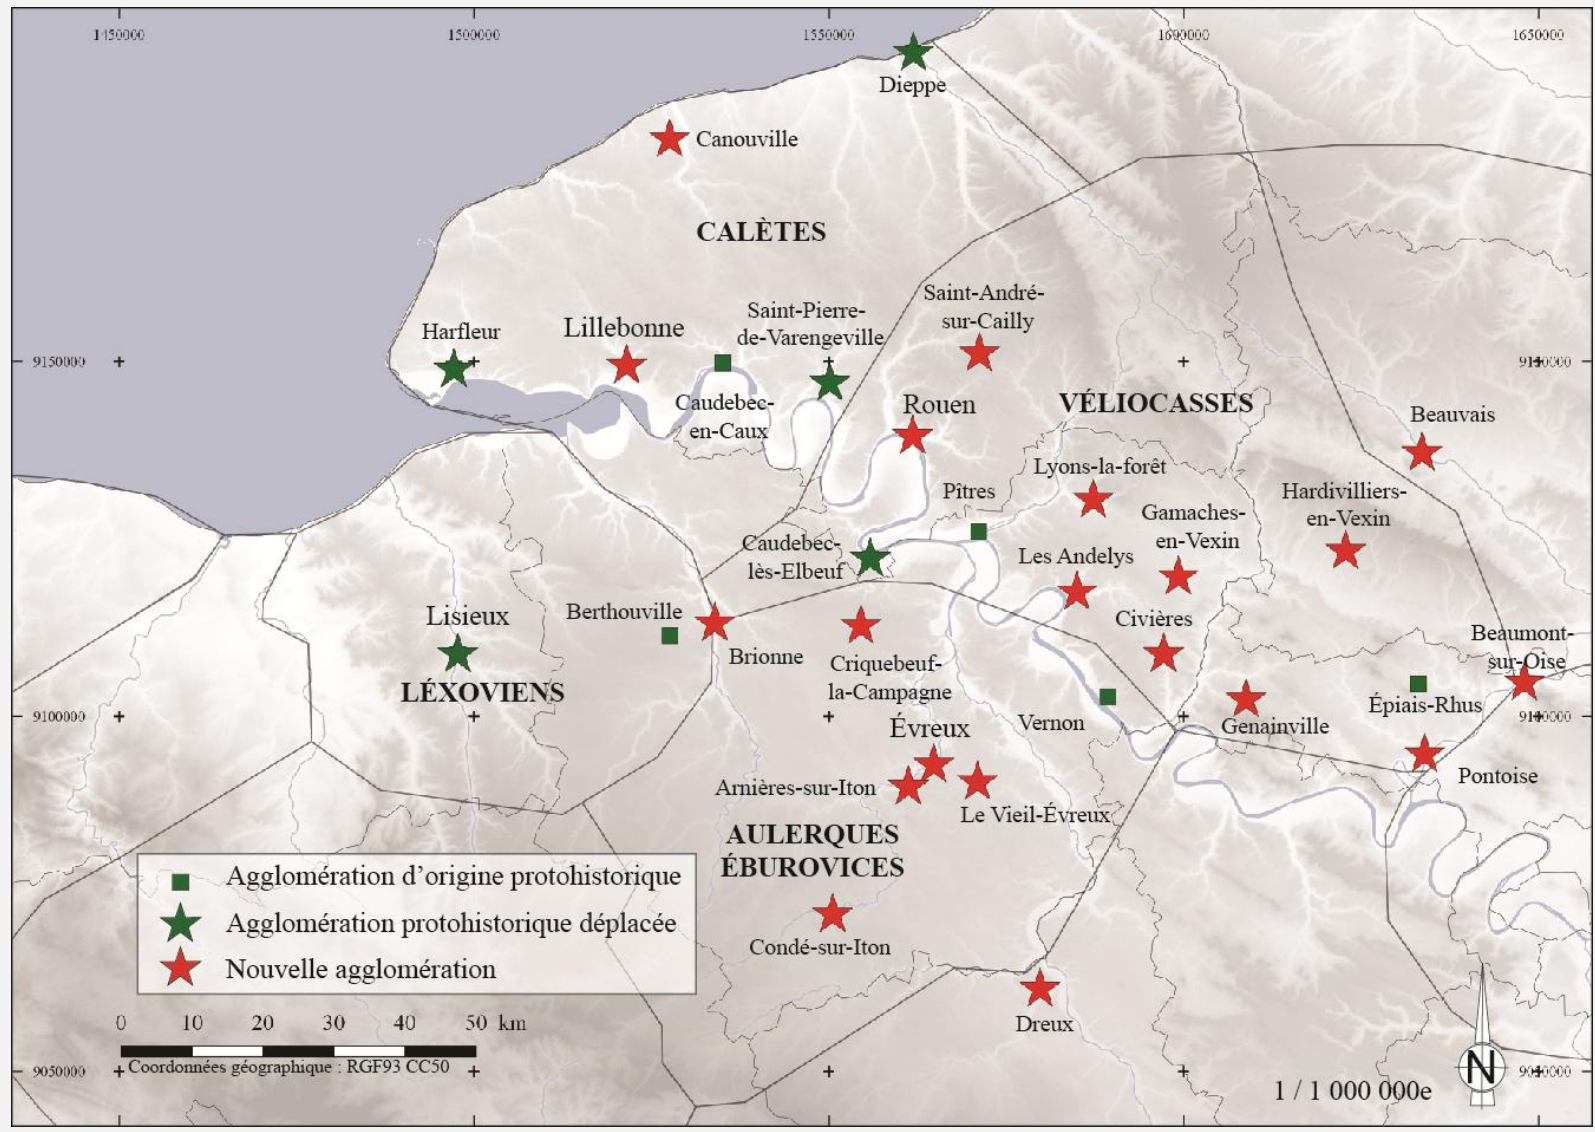 1450000
1500000
1550000
1600000
1650000
Dieppe
Canouville
CALÈTES
Saint-André-
sur-Cailly
Saint-Pierre-
de-Varengeville
Harfleur
Lillebonne
9150000
9150000
Caudebec-
en-Caux
Rouen
VÉLIOCASSES
Beauvais
Lyons-la-forêt
Pîtres
Hardivilliers-
en-Vexin
Gamaches-
en-Vexin
Caudebec-
lès-Elbeuf
Les Andelys
Lisieux
Berthouville
Civières
Brionne
Criquebeuf-
la-Campagne
Beaumont-
sur-Oise
LÉXOVIENS
9100000
9100000
Épiais-Rhus
Vernon
Genainville
Évreux
Pontoise
Arnières-sur-Iton
Le Vieil-Évreux
AULERQUES
ÉBUROVICES
Condé-sur-Iton
Dreux
Agglomération d'origine protohistorique
Agglomération protohistorique déplacée
Nouvelle agglomération
0 10 20 30 40 50 km
Coordonnées géographique : RGF93 CC50
9050000
9050000
N
1 / 1 000 000e